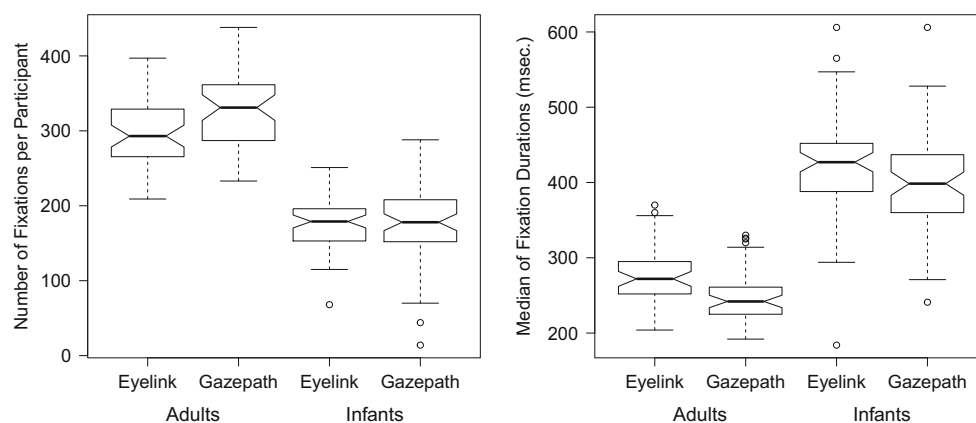 Number of Fixations per Participant
400
300
200
100
0
Eyelink Gazepath Eyelink Gazepath
Adults Infants
Median of Fixation Durations (msec.)
600
500
400
300
200
Eyelink Gazepath Eyelink Gazepath
Adults Infants